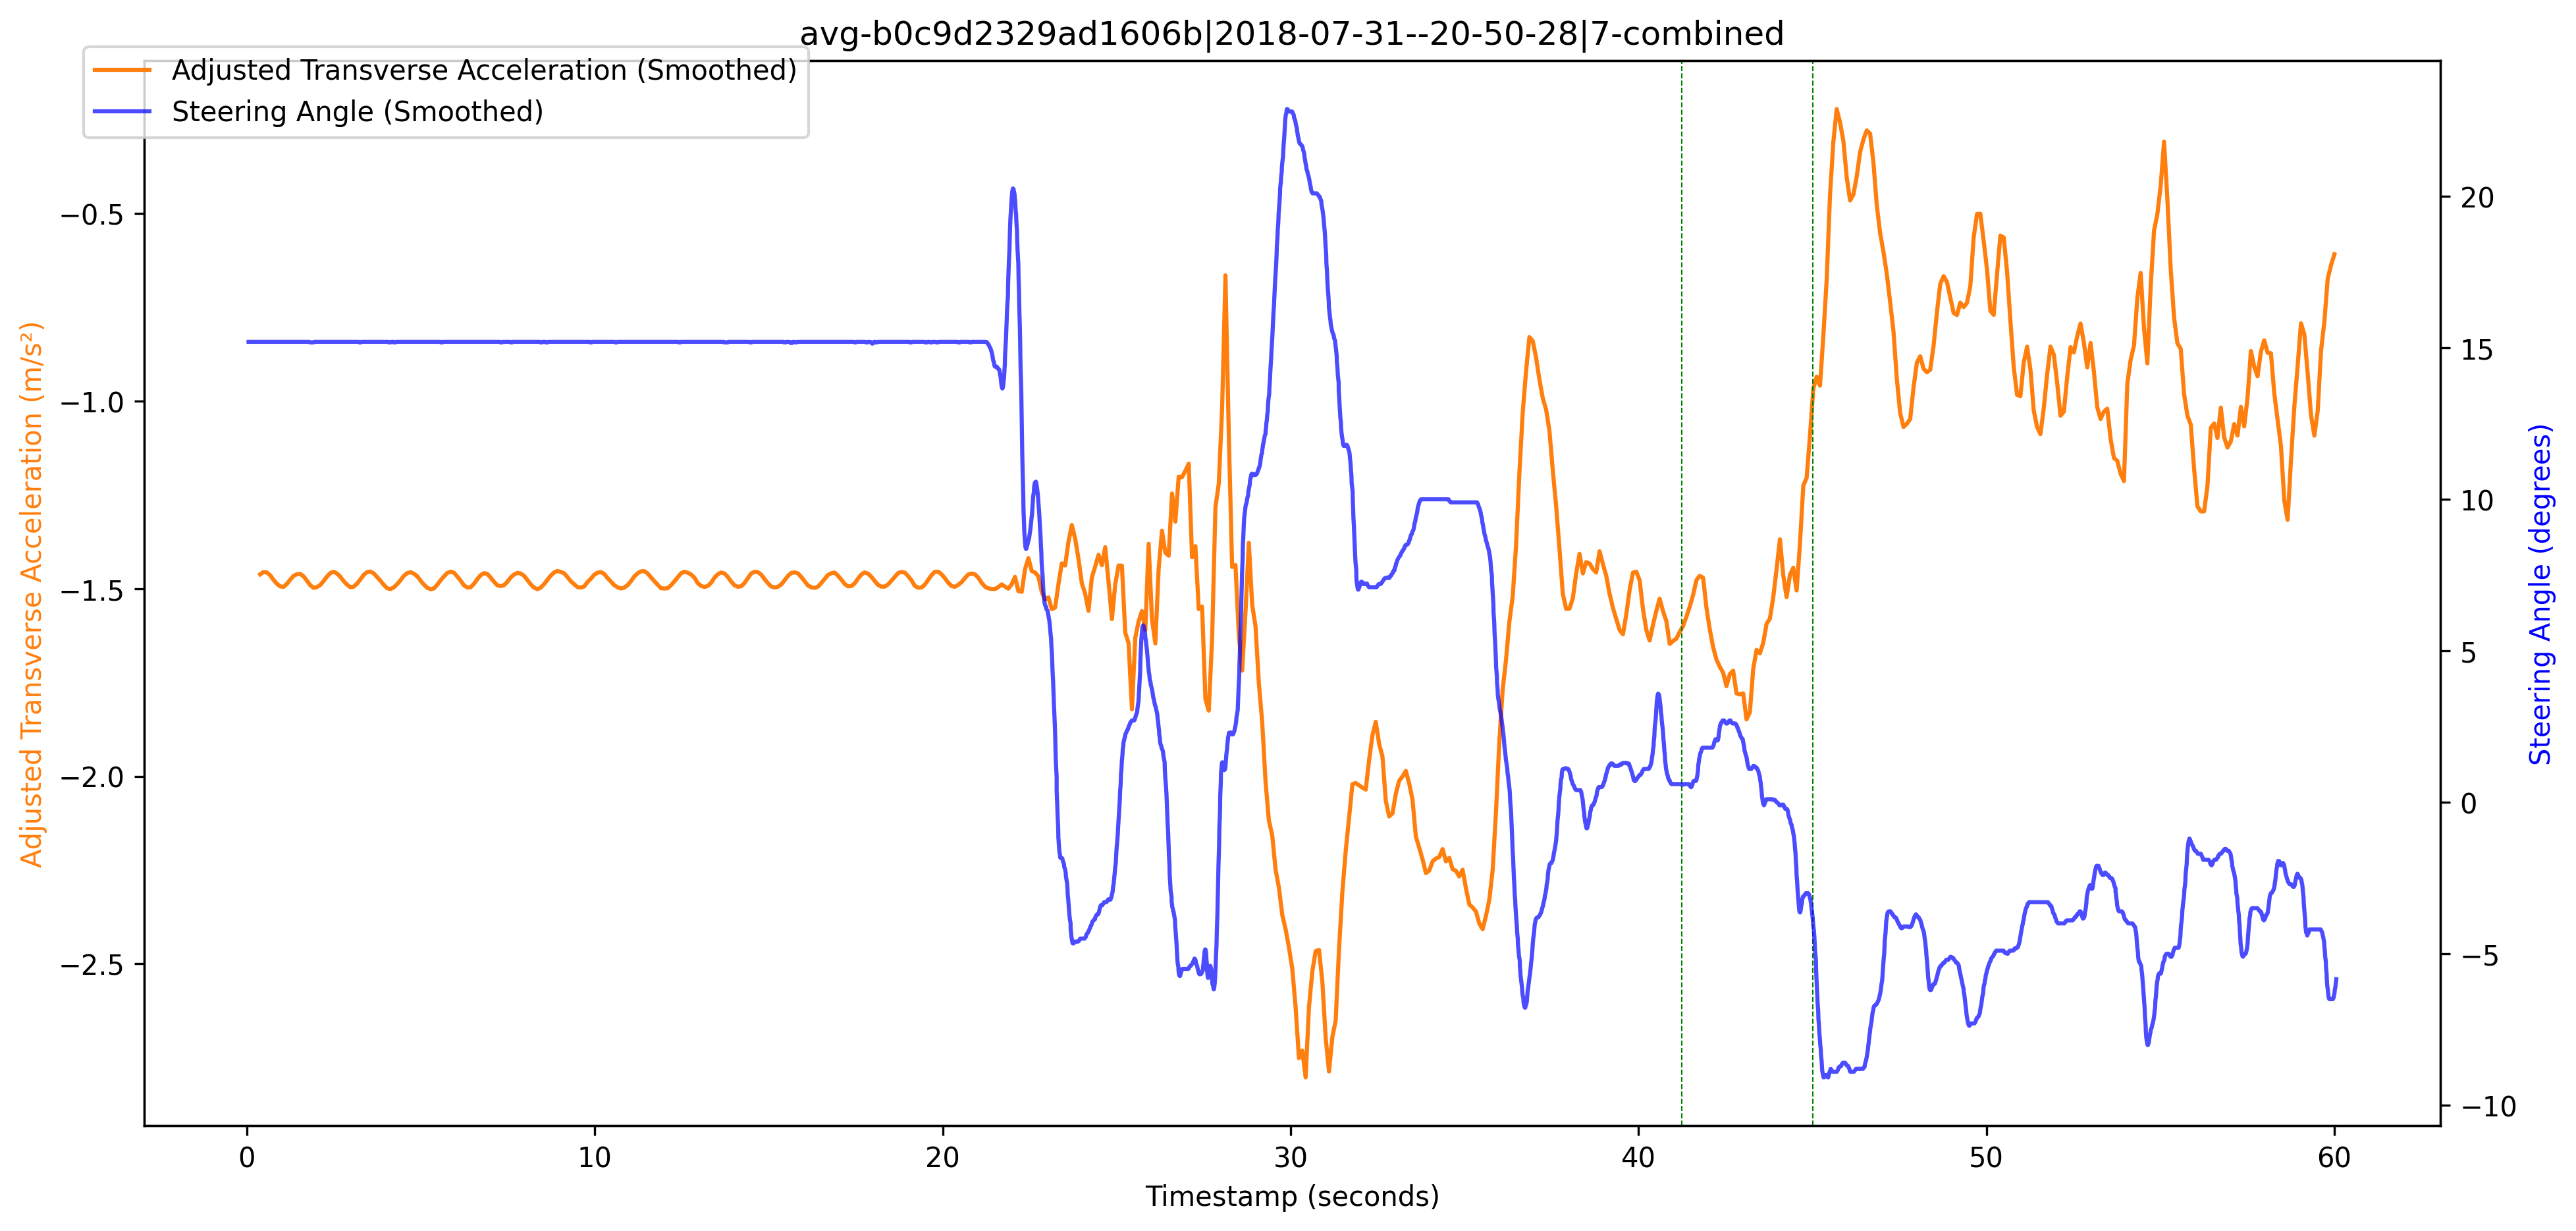 avg-b0c9d2329ad1606b|2018-07-31--20-50-28|7-combined
Adjusted Transverse Acceleration (Smoothed)
Steering Angle (Smoothed)
Adjusted Transverse Acceleration (m/s²)
−0.5
−1.0
−1.5
−2.0
−2.5
20
15
10
5
0
−5
−10
Steering Angle (degrees)
0 10 20 30 40 50 60
Timestamp (seconds)